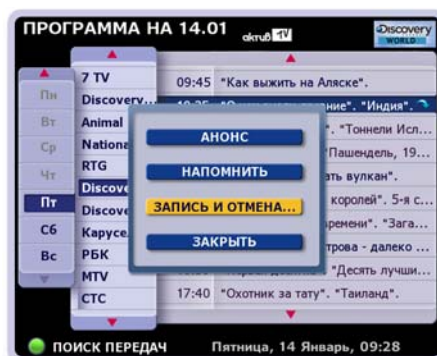 ПРОГРАММА НА 14.01
актив TV
Discovery
WORLD
Пн
Вт
Ср
Чт
Пт
Сб
Вс
7 TV
Discovery...
Animal
Nationa
RTG
Discove
Discove
Карусе
РБК
MTV
СТС
09:45 "Как выжить на Аляске".
"Индия".
"Тоннели Исл...
"Пашендель, 19...
ать вулкан".
королей". 5-я с...
ремени". "Зага...
трова - далеко ...
"Десять лучши...
17:40 "Охотник за тату". "Таиланд".
АНОНС
НАПОМНИТЬ
ЗАПИСЬ И ОТМЕНА...
ЗАКРЫТЬ
ПОИСК ПЕРЕДАЧ
Пятница, 14 Январь, 09:28